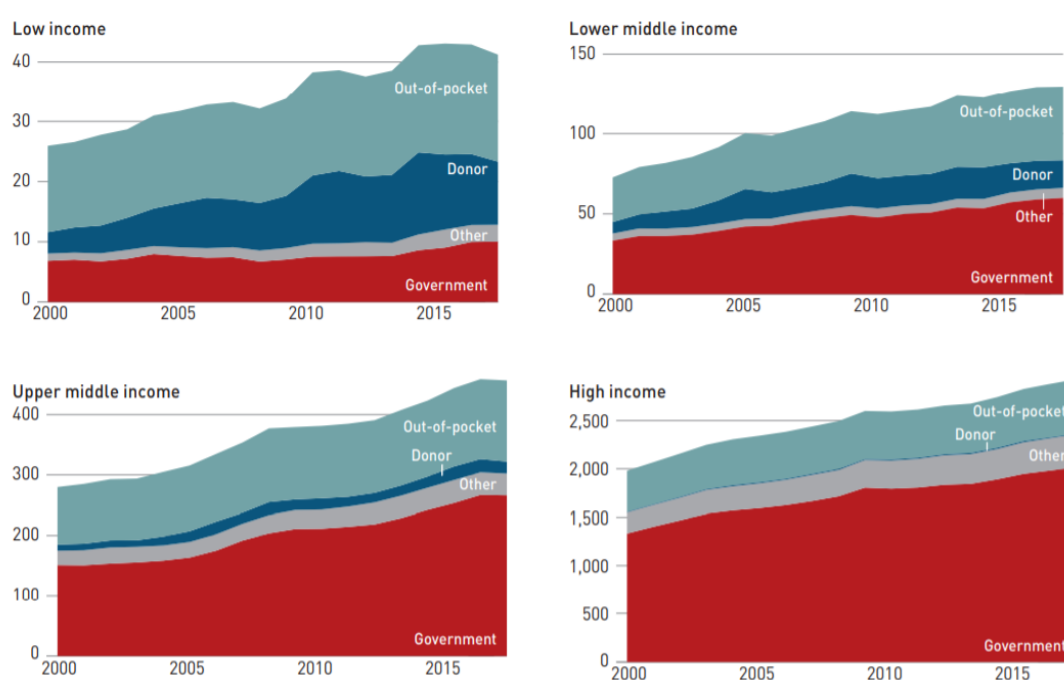 Low income
40
30
20
10
0
Out-of-pocket
Donor
Other
Government
2000 2005 2010 2015
Lower middle income
150
100
50
0
Out-of-pocket
Donor
Other
Government
2000 2005 2010 2015
Upper middle income
400
300
200
100
0
Out-of-pocket
Donor
Other
Government
2000 2005 2010 2015
High income
2,500
2,000
1,500
1,000
500
0
Out-of-pocket
Donor
Other
Government
2000 2005 2010 2015